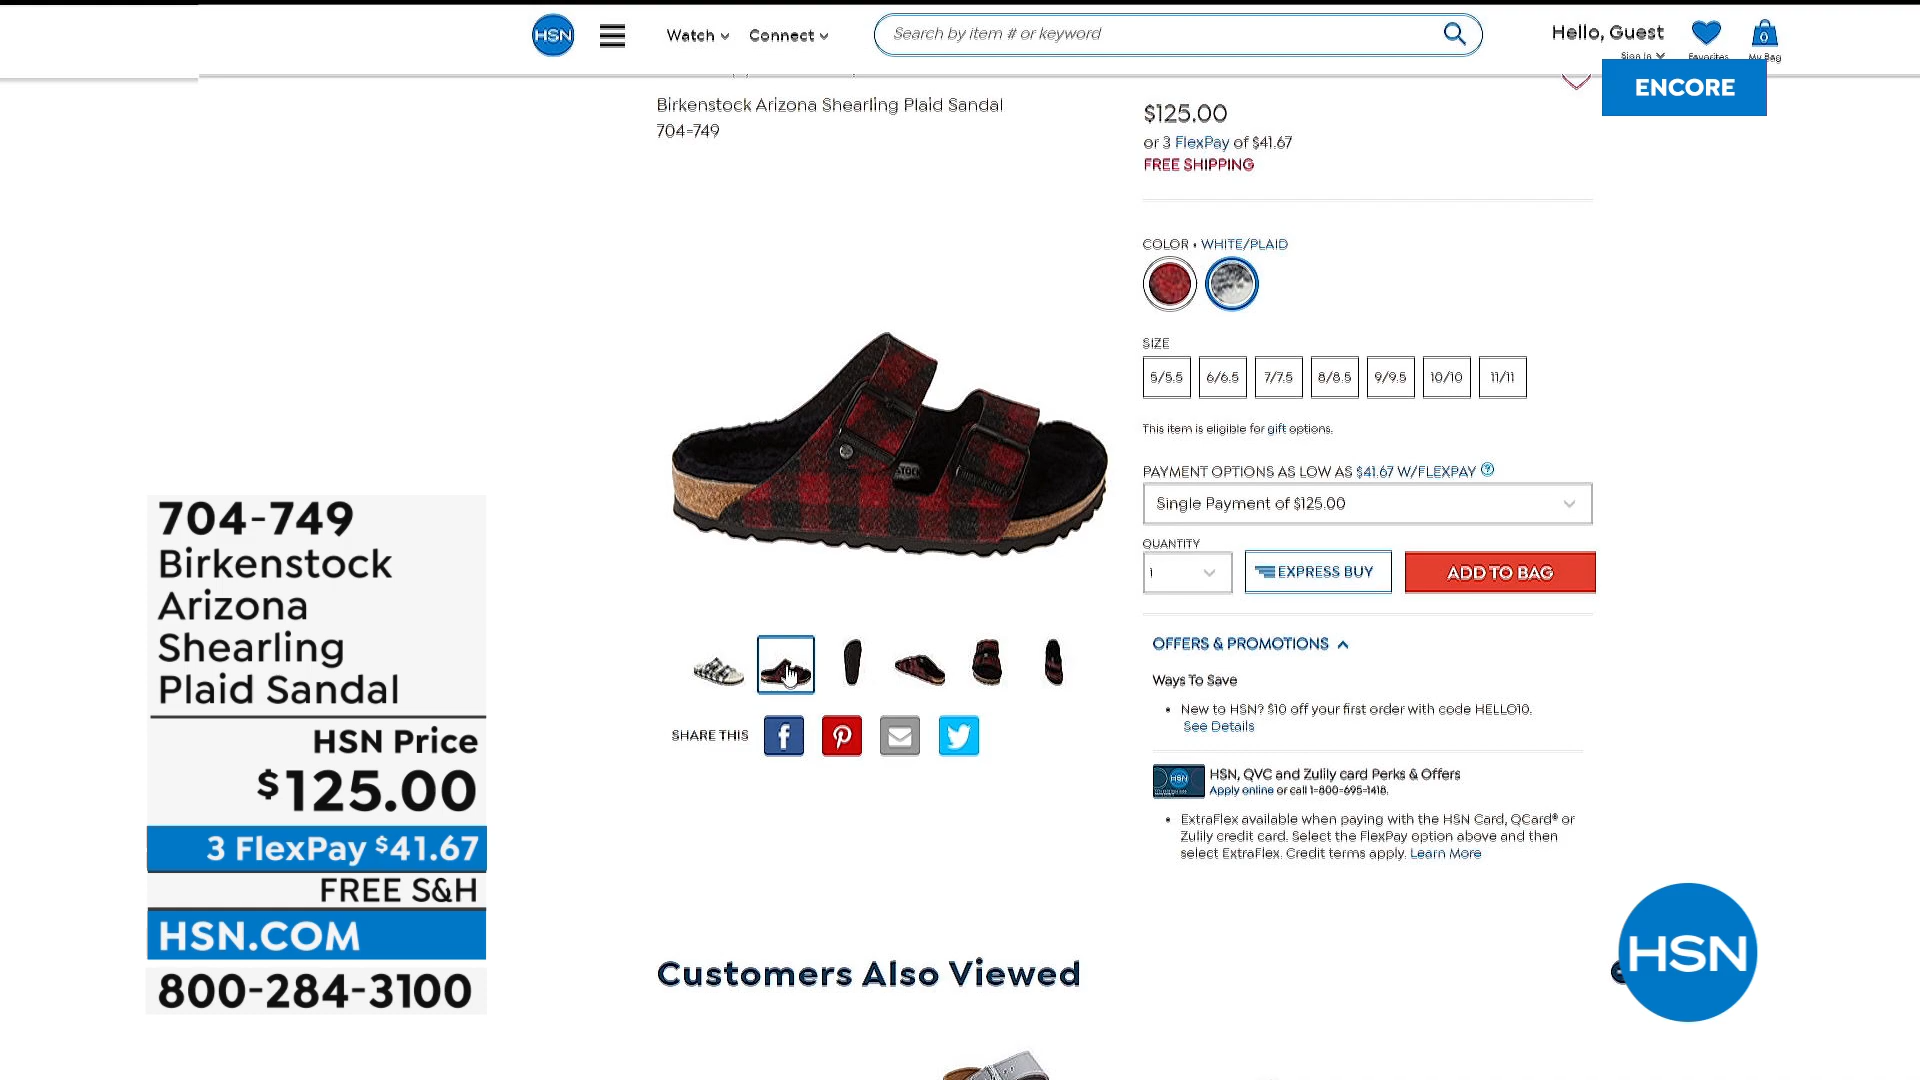 HSN
Watch
Connect
Search by item # or keyword
Hello, Guest
Sign In
Favorites
My Bag
0
ENCORE
Birkenstock Arizona Shearling Plaid Sandal
704-749
$125.00
or 3 FlexPay of $41.67
FREE SHIPPING
COLOR • WHITE/PLAID
SIZE
5/5.5 6/6.5 7/7.5 8/8.5 9/9.5 10/10 11/11
This item is eligible for gift options.
PAYMENT OPTIONS AS LOW AS $41.67 W/FLEXPAY ?
Single Payment of $125.00
QUANTITY
1
EXPRESS BUY
ADD TO BAG
OFFERS & PROMOTIONS
Ways To Save
• New to HSN? $10 off your first order with code HELLO10.
See Details
HSN
HSN, QVC and Zulily card Perks & Offers
Apply online or call 1-800-695-1418.
• ExtraFlex available when paying with the HSN Card, QCard® or
Zulily credit card. Select the FlexPay option above and then
select ExtraFlex. Credit terms apply. Learn More
SHARE THIS
704-749
Birkenstock
Arizona
Shearling
Plaid Sandal
HSN Price
$125.00
3 FlexPay $41.67
FREE S&H
HSN.COM
800-284-3100
Customers Also Viewed
HSN